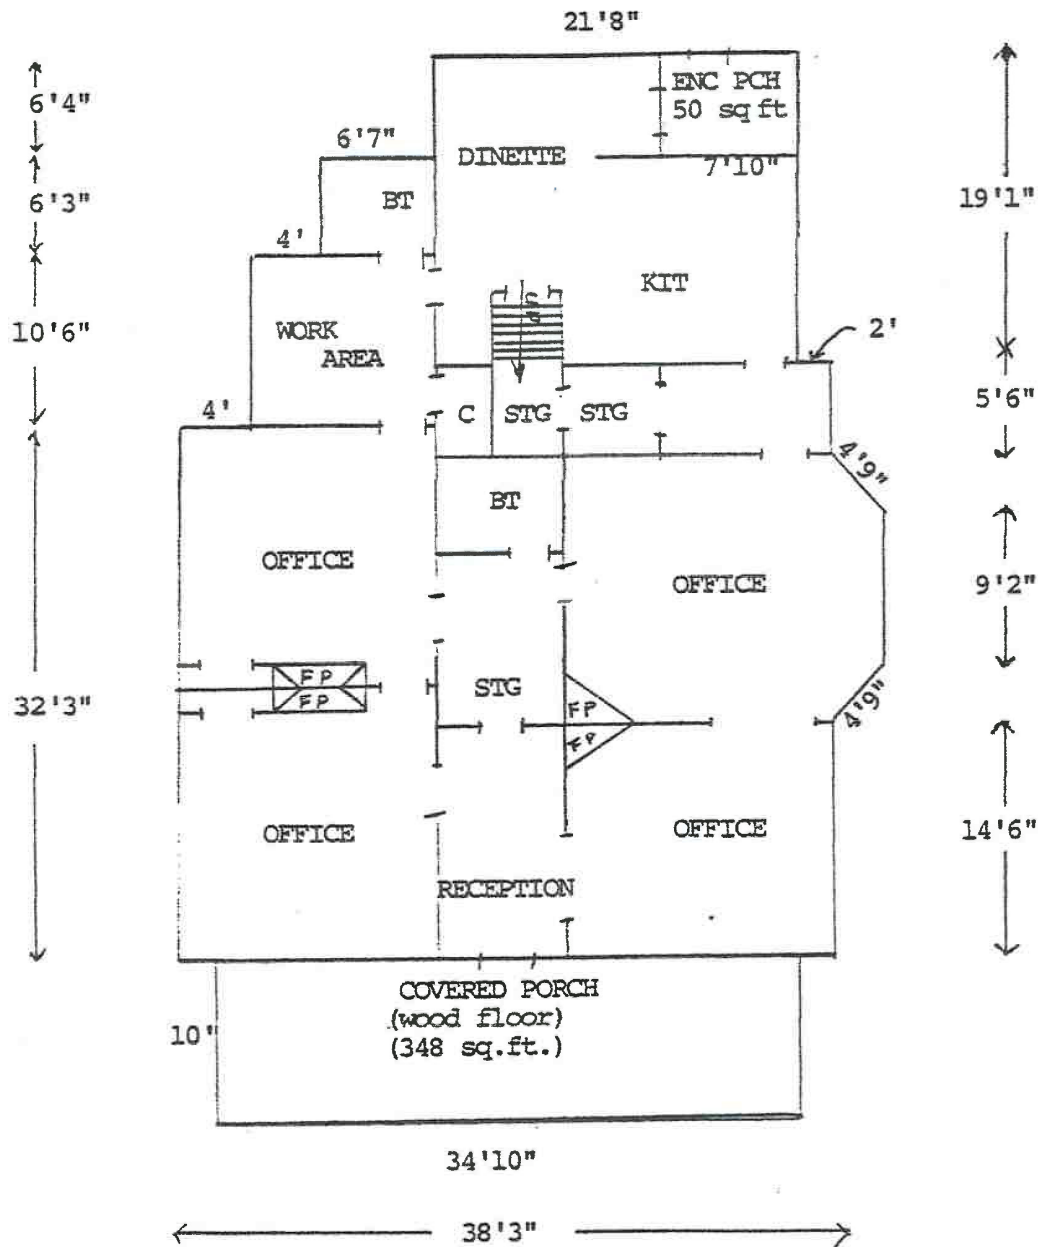 21'8"
6'4"
ENC PCH
50 sq ft
6'7"
DINETTE
7'10"
6'3"
BT
19'1"
4'
KIT
UP
10'6"
WORK
AREA
2'
4'
C
STG
STG
5'6"
4'9"
BT
OFFICE
OFFICE
9'2"
FP
FP
STG
32'3"
FP
FP
4'9"
OFFICE
OFFICE
14'6"
RECEPTION
COVERED PORCH
(wood floor)
(348 sq.ft.)
10'
34'10"
38'3"